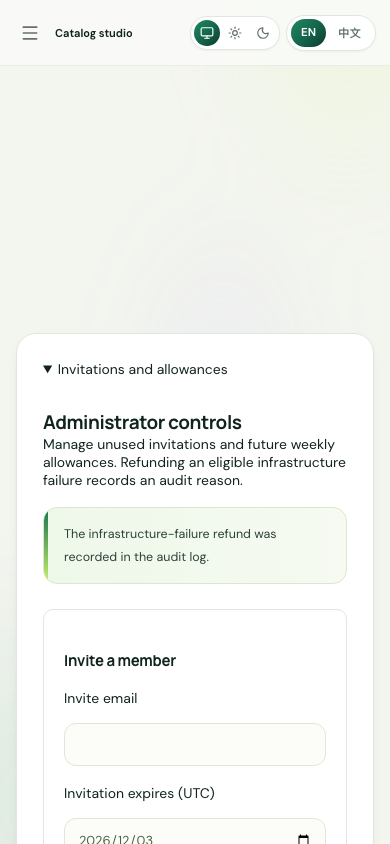 Catalog studio
EN
中文
Invitations and allowances
Administrator controls
Manage unused invitations and future weekly
allowances. Refunding an eligible infrastructure
failure records an audit reason.
The infrastructure-failure refund was
recorded in the audit log.
Invite a member
Invite email
Invitation expires (UTC)
2026/12/03